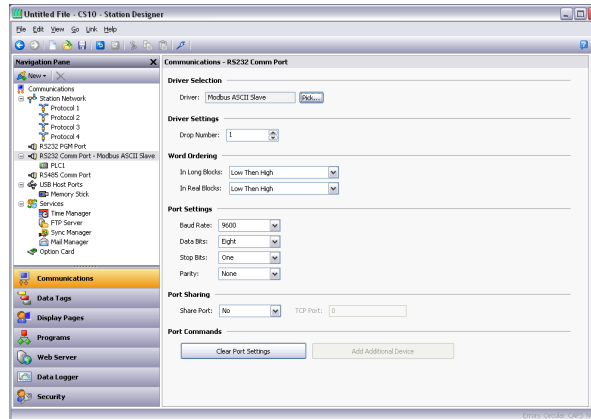 Untitled File - CS10 - Station Designer
File Edit View Go Link Help
Navigation Pane X
New
Communications
Station Network
Protocol 1
Protocol 2
Protocol 3
Protocol 4
RS232 PGM Port
RS232 Comm Port - Modbus ASCII Slave
PLC1
RS485 Comm Port
USB Host Ports
Memory Stick
Services
Time Manager
FTP Server
Sync Manager
Mail Manager
Option Card
Communications
Data Tags
Display Pages
Programs
Web Server
Data Logger
Security
Communications - RS232 Comm Port
Driver Selection
Driver: Modbus ASCII Slave Pick...
Driver Settings
Drop Number: 1
Word Ordering
In Long Blocks: Low Then High
In Real Blocks: Low Then High
Port Settings
Baud Rate: 9600
Data Bits: Eight
Stop Bits: One
Parity: None
Port Sharing
Share Port: No TCP Port: 0
Port Commands
Clear Port Settings Add Additional Device
Errors Circular CAPS